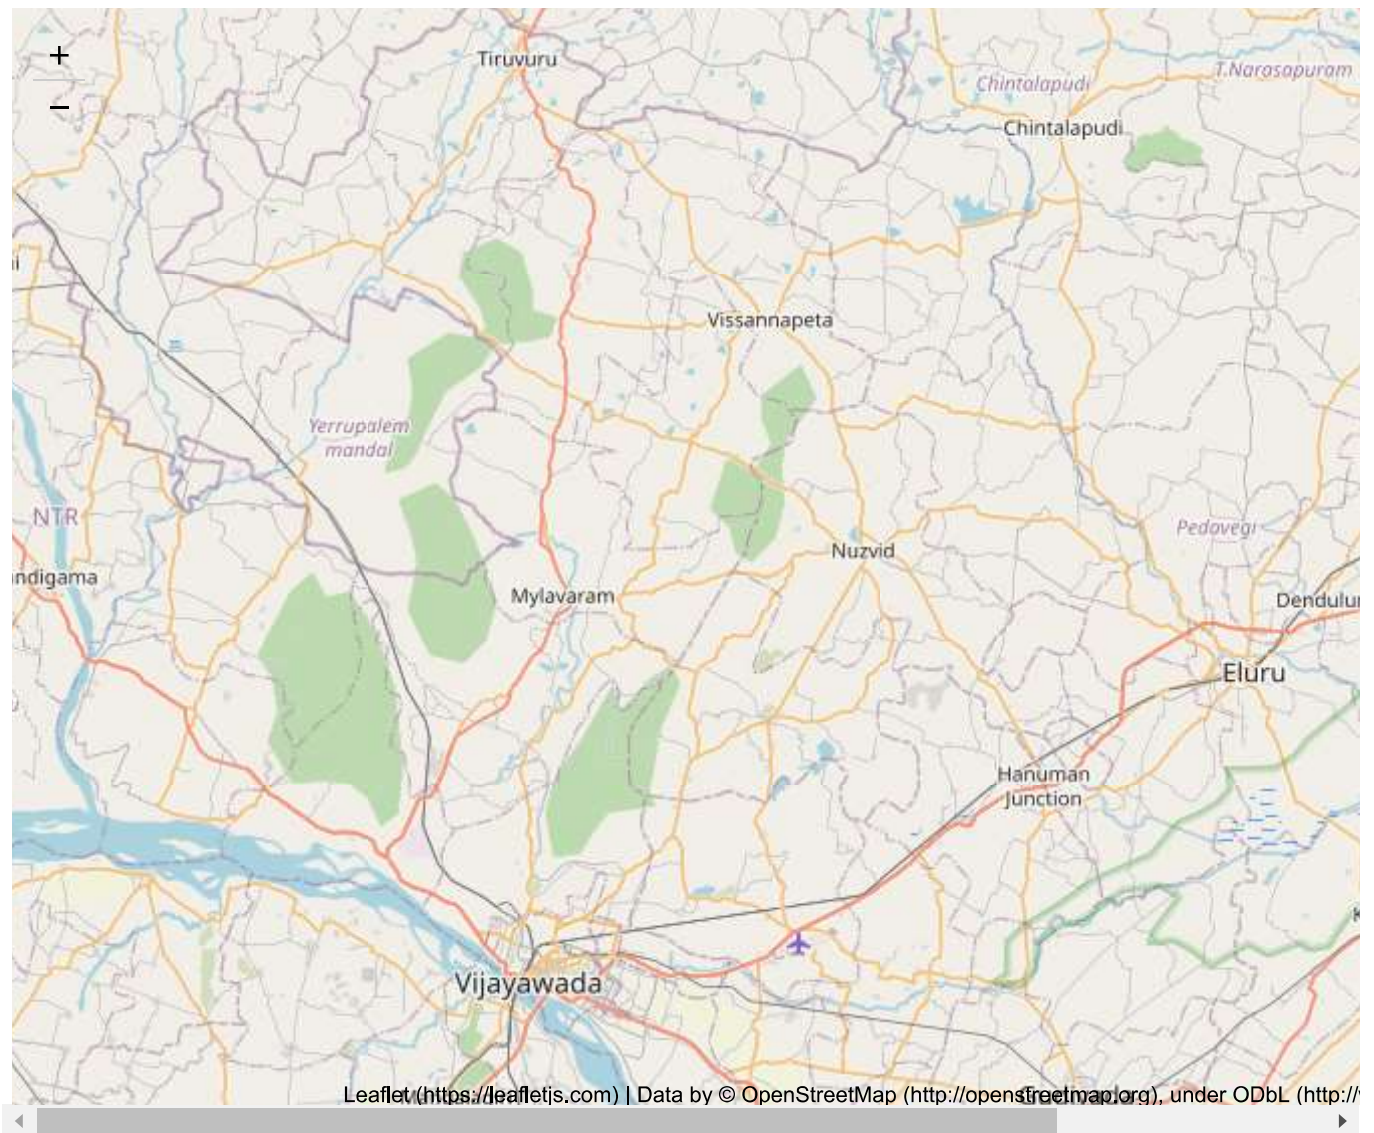 +
Tiruvuru
Chintalapudi
T.Narasapuram
−
Chintalapudi
Vissannapeta
Yerrupalem
mandal
NTR
Pedavegi
Nuzvid
ndigama
Mylavaram
Dendulur
Eluru
Hanuman
Junction
Vijayawada
Leaflet (https://leafletjs.com) | Data by © OpenStreetMap (http://openstreetmap.org), under ODbL (http://